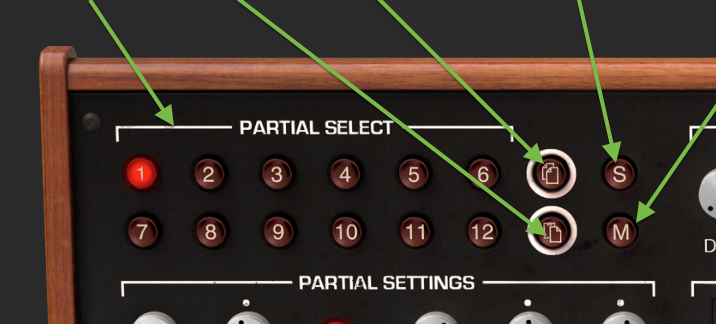 PARTIAL SELECT
1 2 3 4 5 6 S
7 8 9 10 11 12 M
PARTIAL SETTINGS
D